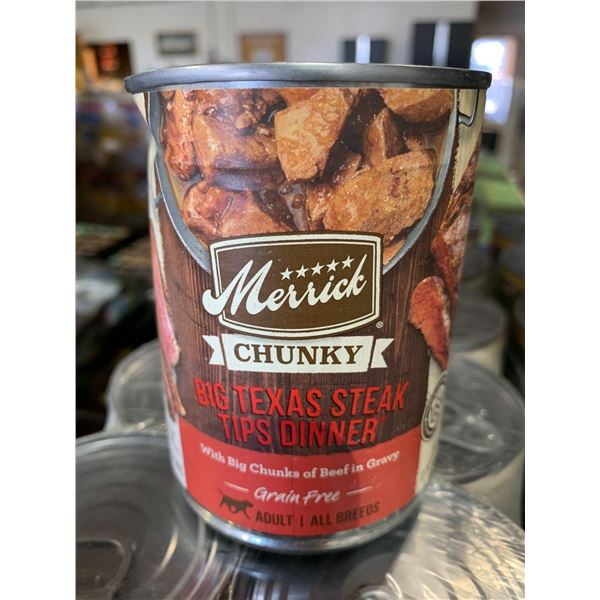 Merrick
CHUNKY
BIG TEXAS STEAK
TIPS DINNER
With Big Chunks of Beef in Gravy
Grain Free
ADULT | ALL BREEDS